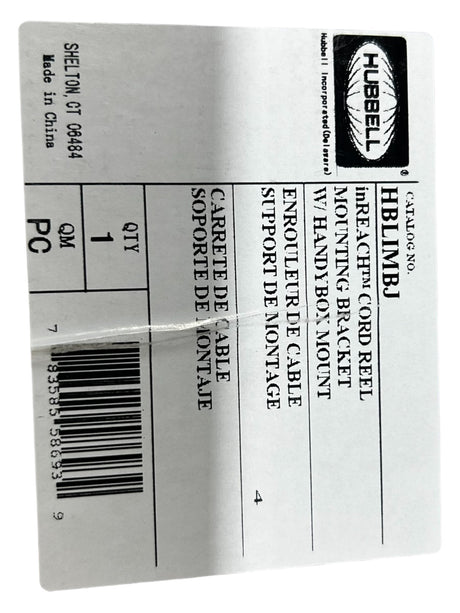 HUBBELL®
Hubbell Incorporated(Delaware)
SHELTON, CT 06484
Made in China
CATALOG NO.
HBLIMBJ
inREACH™ CORD REEL
MOUNTING BRACKET
W/ HANDYBOX MOUNT
ENROULEUR DE CABLE
SUPPORT DE MONTAGE
4
CARRETE DE CABLE
SOPORTE DE MONTAJE
QTY
1
QM
PC
7 83585 58693 9